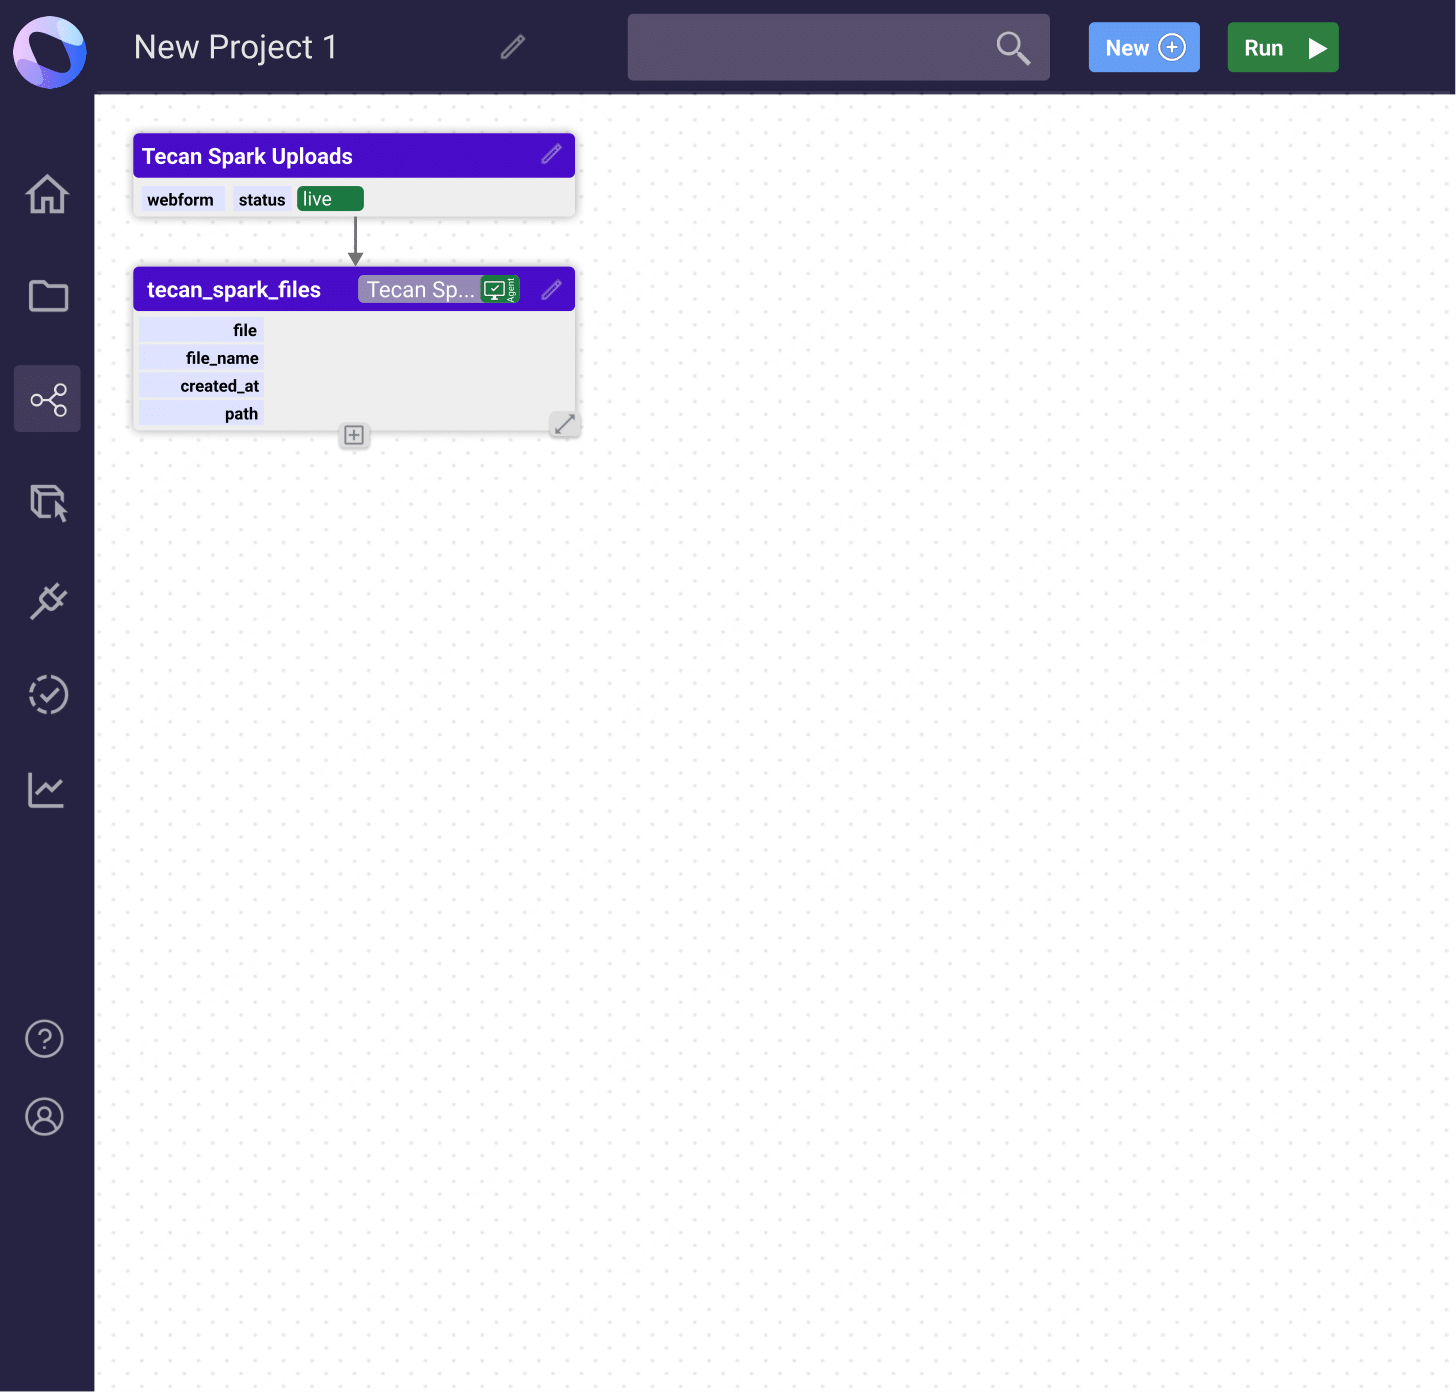 New Project 1
New
Run
Tecan Spark Uploads
webform status live
tecan_spark_files Tecan Sp... Agent
file
file_name
created_at
path